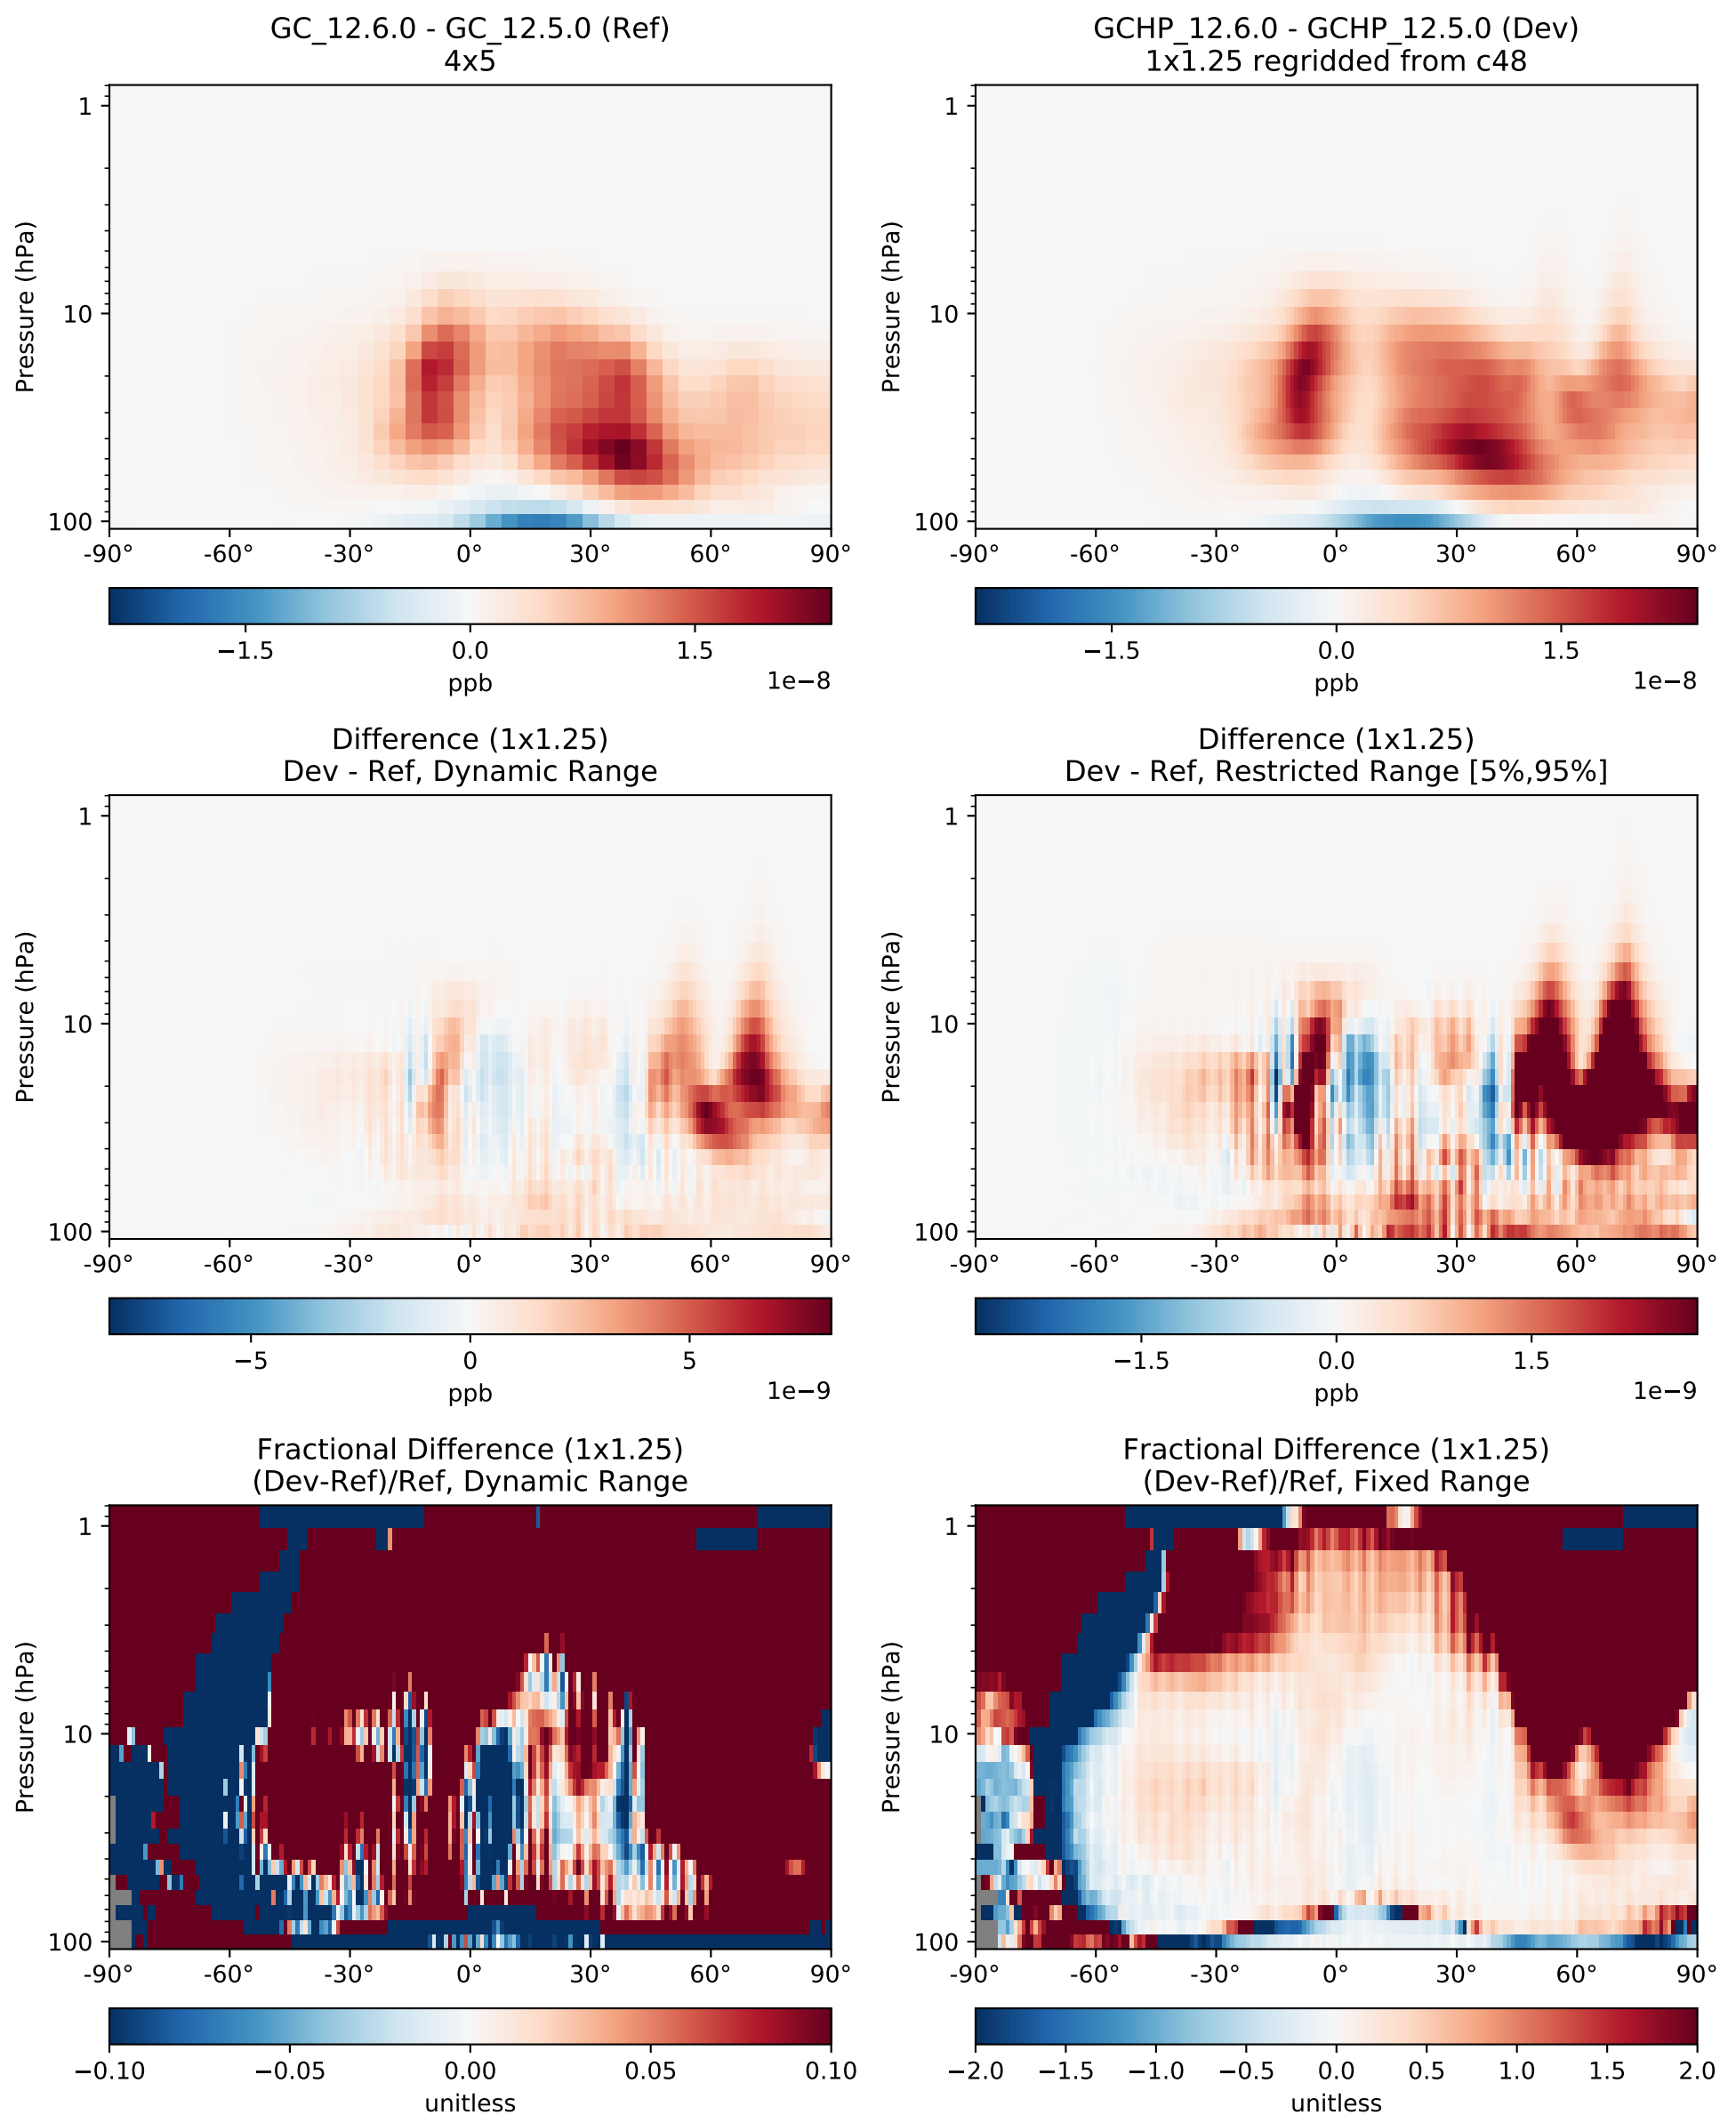 GC_12.6.0 - GC_12.5.0 (Ref)
4x5
GCHP_12.6.0 - GCHP_12.5.0 (Dev)
1x1.25 regridded from c48
Pressure (hPa)
1
10
100
-90° -60° -30° 0° 30° 60° 90°
−1.5 0.0 1.5
ppb
1e−8
Pressure (hPa)
1
10
100
-90° -60° -30° 0° 30° 60° 90°
−1.5 0.0 1.5
ppb
1e−8
Difference (1x1.25)
Dev - Ref, Dynamic Range
Difference (1x1.25)
Dev - Ref, Restricted Range [5%,95%]
Pressure (hPa)
1
10
100
-90° -60° -30° 0° 30° 60° 90°
−5 0 5
ppb
1e−9
Pressure (hPa)
1
10
100
-90° -60° -30° 0° 30° 60° 90°
−1.5 0.0 1.5
ppb
1e−9
Fractional Difference (1x1.25)
(Dev-Ref)/Ref, Dynamic Range
Fractional Difference (1x1.25)
(Dev-Ref)/Ref, Fixed Range
Pressure (hPa)
1
10
100
-90° -60° -30° 0° 30° 60° 90°
−0.10 −0.05 0.00 0.05 0.10
unitless
Pressure (hPa)
1
10
100
-90° -60° -30° 0° 30° 60° 90°
−2.0 −1.5 −1.0 −0.5 0.0 0.5 1.0 1.5 2.0
unitless